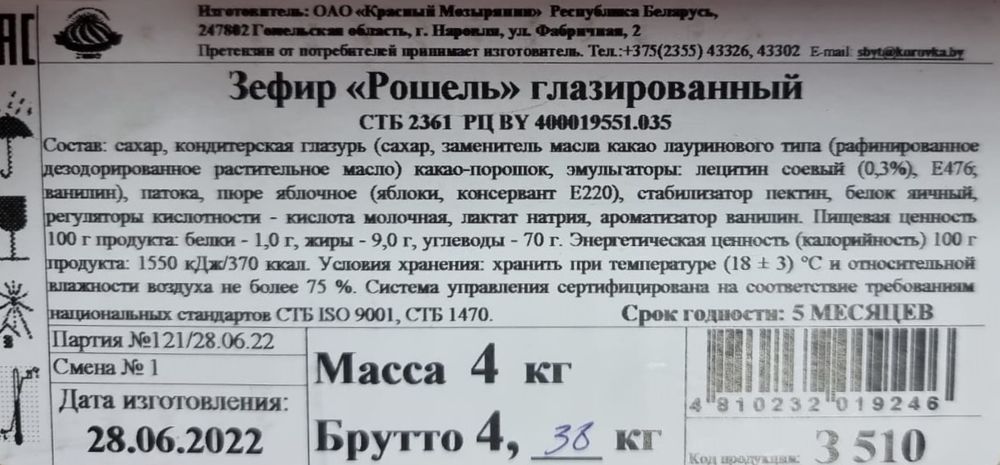 ЕАС
Изготовитель: ОАО «Красный Мозырянин» Республика Беларусь,
247802 Гомельская область, г. Наровля, ул. Фабричная, 2
Претензии от потребителей принимает изготовитель. Тел.:+375(2355) 43326, 43302 E-mail: sbyt@korovka.by
Зефир «Рошель» глазированный
СТБ 2361 РЦ BY 400019551.035
Состав: сахар, кондитерская глазурь (сахар, заменитель масла какао лауринового типа (рафинированное
дезодорированное растительное масло) какао-порошок, эмульгаторы: лецитин соевый (0,3%), Е476;
ванилин), патока, пюре яблочное (яблоки, консервант Е220), стабилизатор пектин, белок яичный,
регуляторы кислотности - кислота молочная, лактат натрия, ароматизатор ванилин. Пищевая ценность
100 г продукта: белки - 1,0 г, жиры - 9,0 г, углеводы - 70 г. Энергетическая ценность (калорийность) 100 г
продукта: 1550 кДж/370 ккал. Условия хранения: хранить при температуре (18 ± 3) °С и относительной
влажности воздуха не более 75 %. Система управления сертифицирована на соответствие требованиям
национальных стандартов СТБ ISO 9001, СТБ 1470.
Срок годности: 5 МЕСЯЦЕВ
Партия №121/28.06.22
Смена № 1
Дата изготовления:
28.06.2022
Масса 4 кг
Брутто 4, 38 кг
4 810232 019246
Код продукции: 3 510